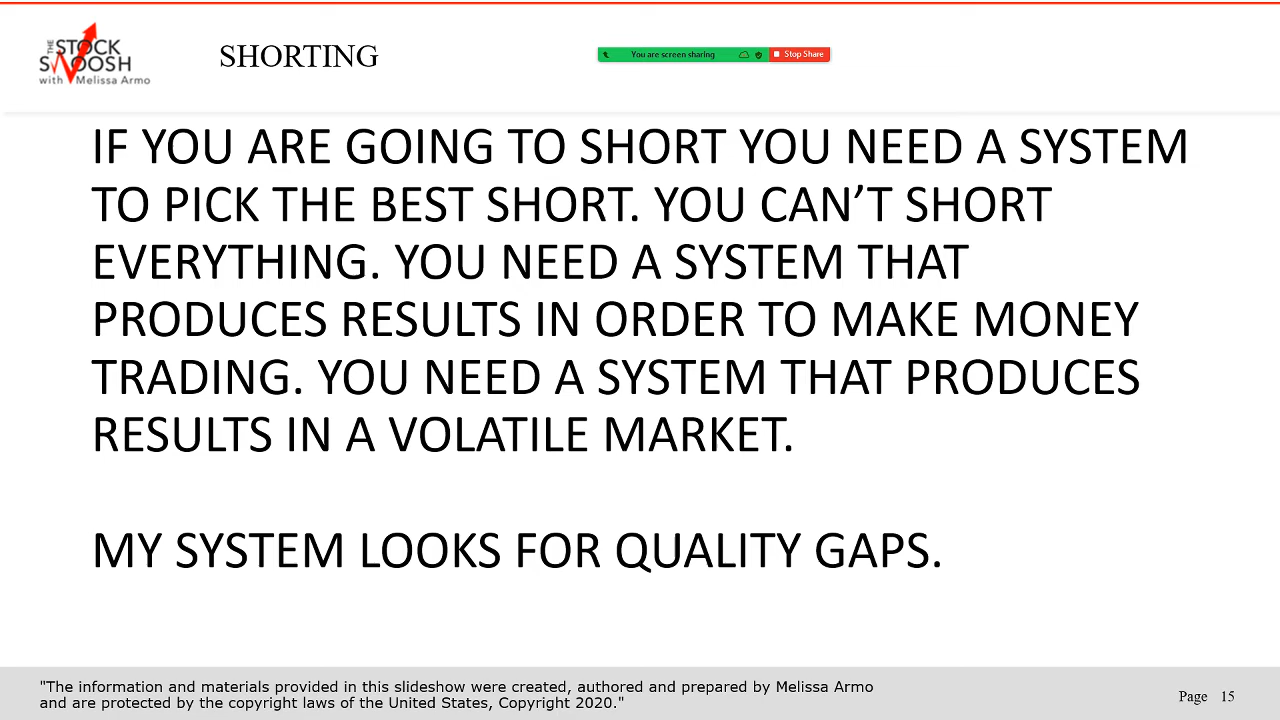 THE
STOCK
SWOOSH
with Melissa Armo
SHORTING
You are screen sharing
Stop Share
IF YOU ARE GOING TO SHORT YOU NEED A SYSTEM
TO PICK THE BEST SHORT. YOU CAN’T SHORT
EVERYTHING. YOU NEED A SYSTEM THAT
PRODUCES RESULTS IN ORDER TO MAKE MONEY
TRADING. YOU NEED A SYSTEM THAT PRODUCES
RESULTS IN A VOLATILE MARKET.
MY SYSTEM LOOKS FOR QUALITY GAPS.
"The information and materials provided in this slideshow were created, authored and prepared by Melissa Armo
and are protected by the copyright laws of the United States, Copyright 2020."
Page 15